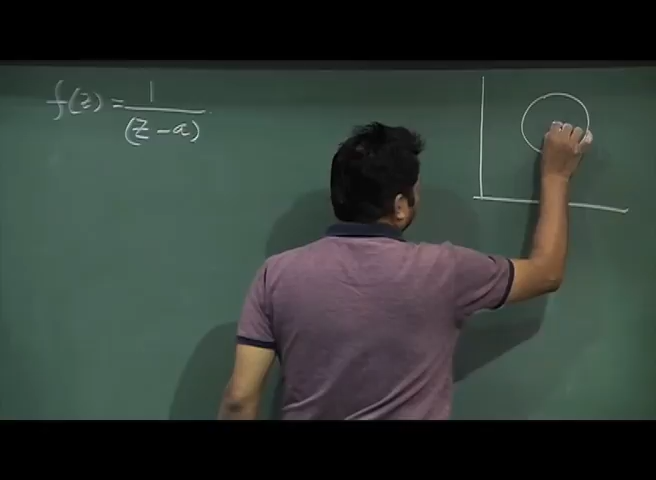 f(z) = 1 / (z - a)